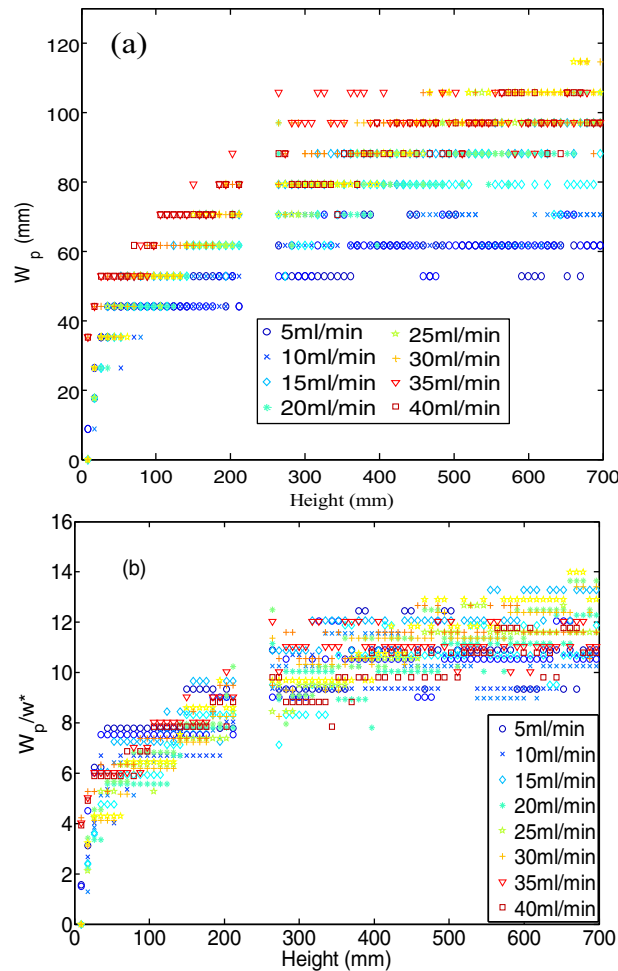 (a)
120
100
80
60
40
20
0
W_p (mm)
5ml/min
10ml/min
15ml/min
20ml/min
25ml/min
30ml/min
35ml/min
40ml/min
0 100 200 300 400 500 600 700
Height (mm)
(b)
16
14
12
10
8
6
4
2
0
W_p/w*
5ml/min
10ml/min
15ml/min
20ml/min
25ml/min
30ml/min
35ml/min
40ml/min
0 100 200 300 400 500 600 700
Height (mm)